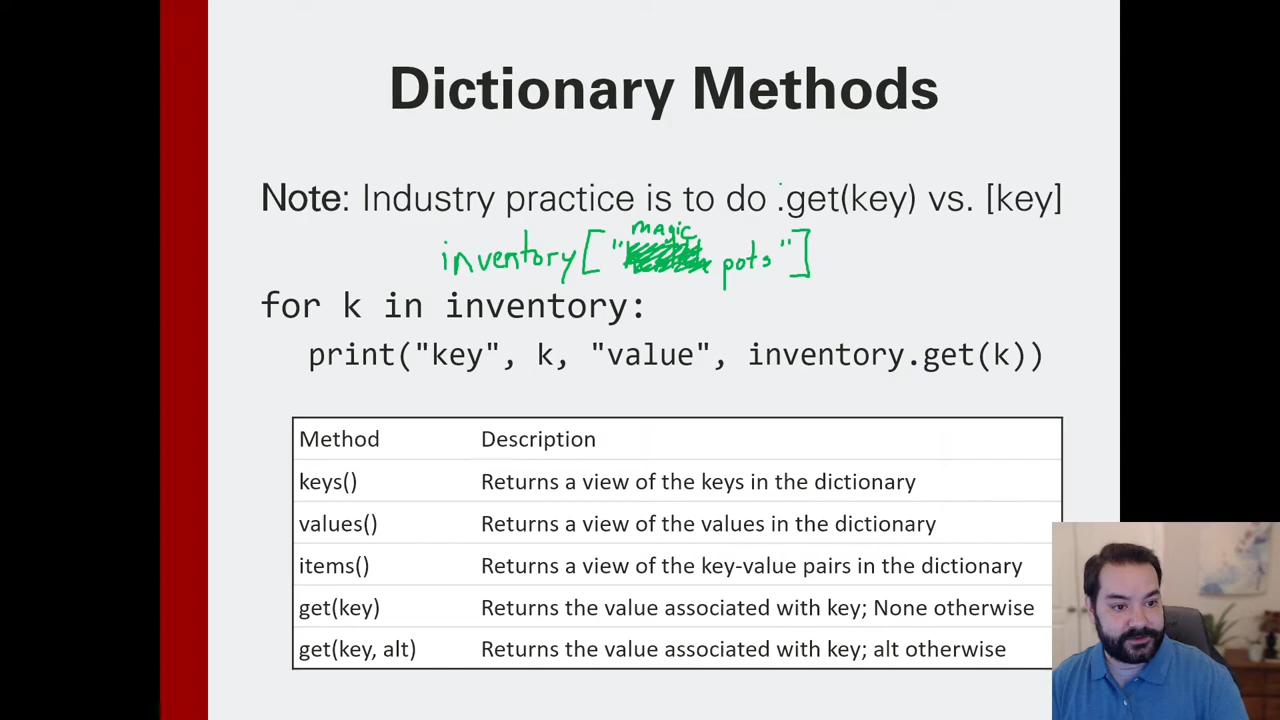 Dictionary Methods
Note: Industry practice is to do .get(key) vs. [key]
magic
inventory[" pots"]
for k in inventory:
print("key", k, "value", inventory.get(k))
Method Description
keys() Returns a view of the keys in the dictionary
values() Returns a view of the values in the dictionary
items() Returns a view of the key-value pairs in the dictionary
get(key) Returns the value associated with key; None otherwise
get(key, alt) Returns the value associated with key; alt otherwise